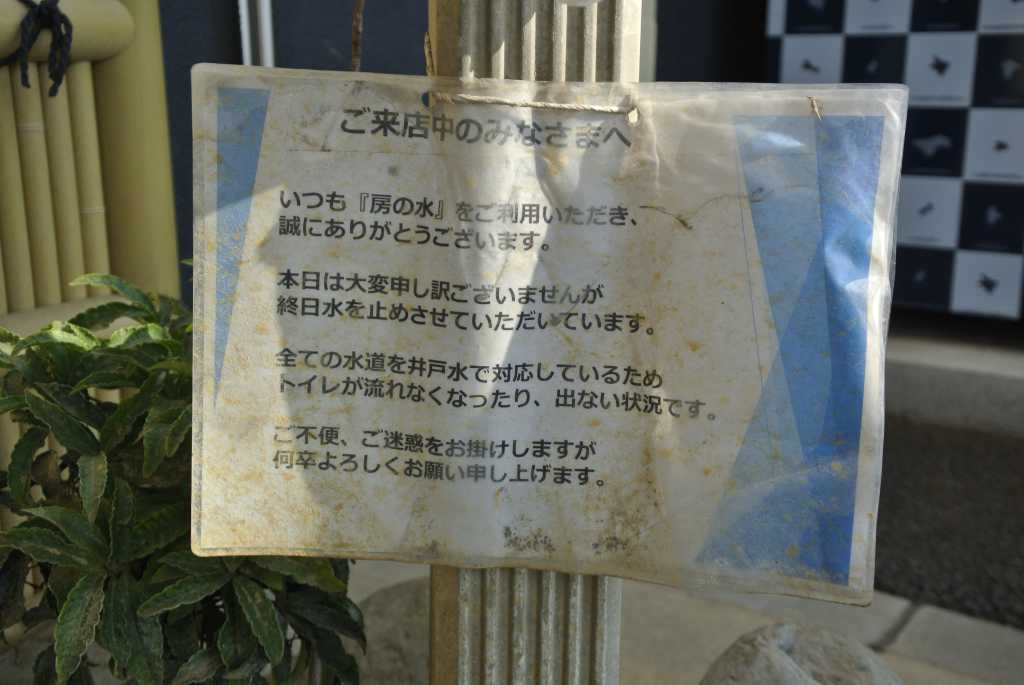 ご来店中のみなさまへ
いつも『房の水』をご利用いただき、
誠にありがとうございます。
本日は大変申し訳ございませんが
終日水を止めさせていただいています。
全ての水道を井戸水で対応しているため
トイレが流れなくなったり、出ない状況です。
ご不便、ご迷惑をお掛けしますが
何卒よろしくお願い申し上げます。